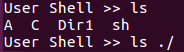 User Shell >> ls
A  C  Dir1  sh
User Shell >> ls ./